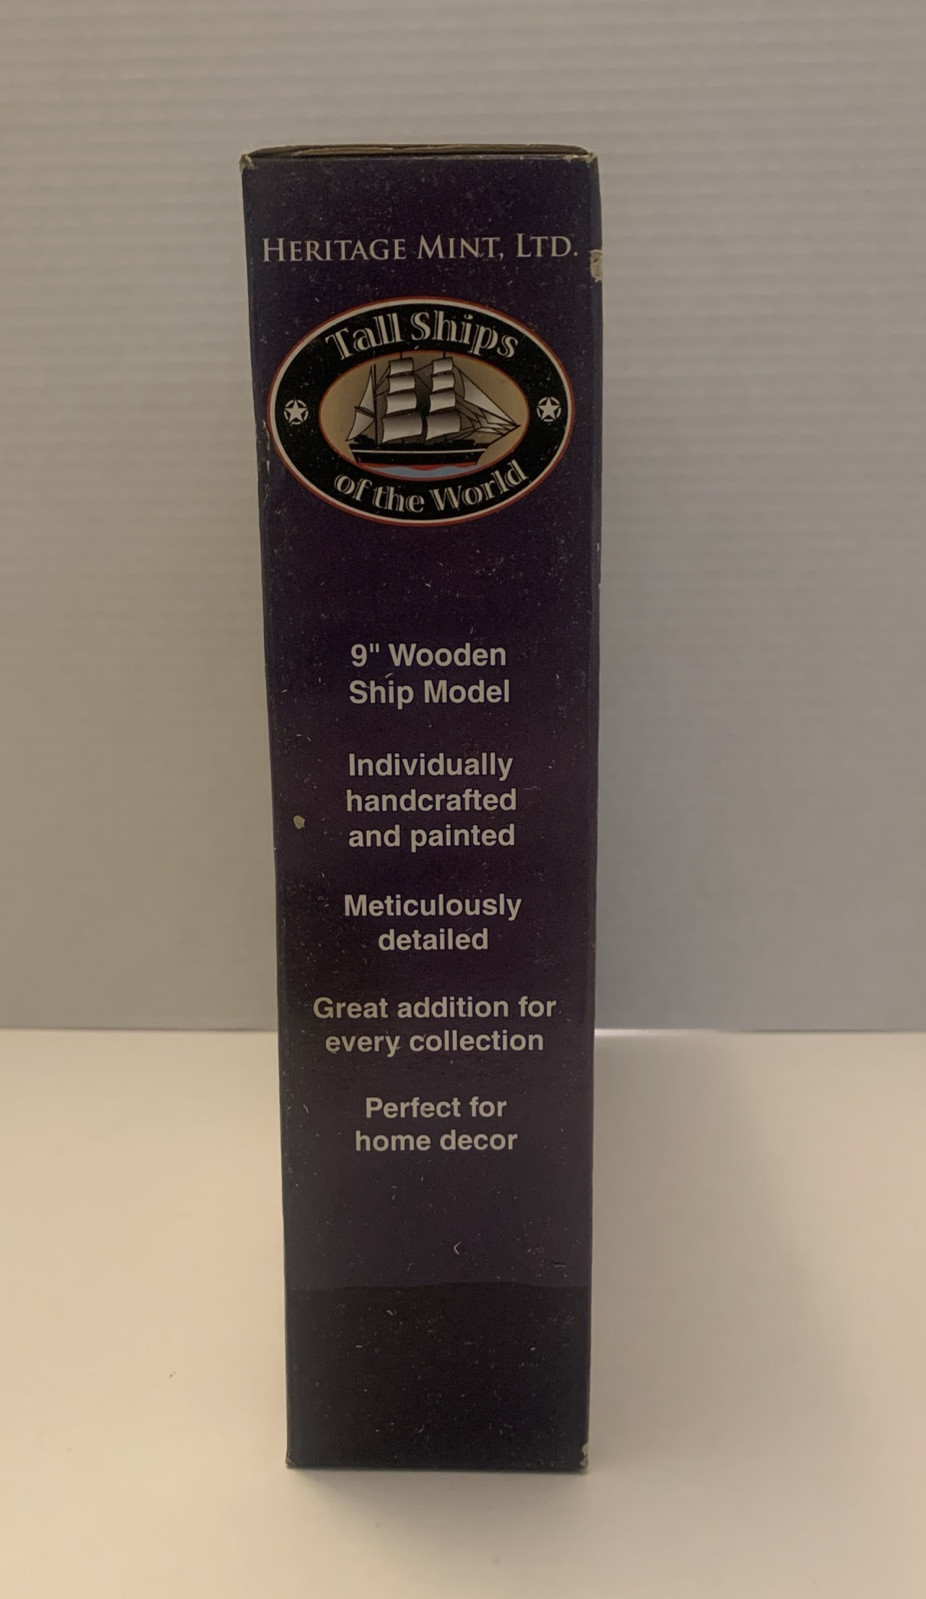 HERITAGE MINT, LTD.
Tall Ships
of the World
9" Wooden
Ship Model
Individually
handcrafted
and painted
Meticulously
detailed
Great addition for
every collection
Perfect for
home decor